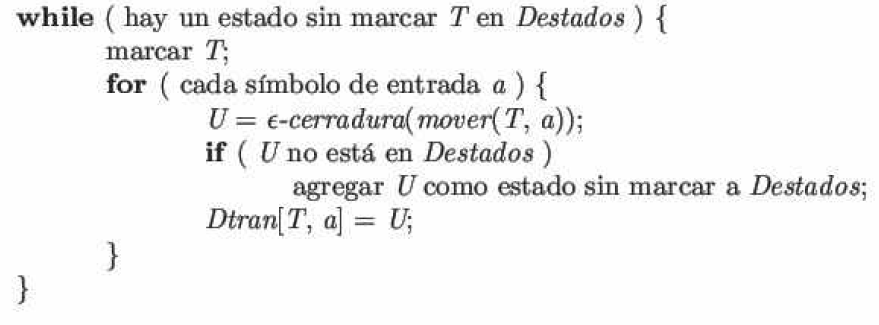 while ( hay un estado sin marcar T en Destados ) {
marcar T;
for ( cada símbolo de entrada a ) {
U = ϵ-cerradura(mover(T, a));
if ( U no está en Destados )
agregar U como estado sin marcar a Destados;
Dtran[T, a] = U;
}
}